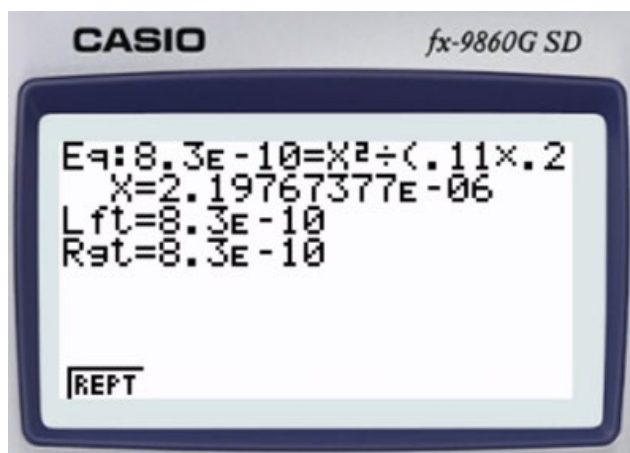 CASIO fx-9860G SD
Eq:8.3E-10=X²÷(.11×.2
X=2.19767377E-06
Lft=8.3E-10
Rgt=8.3E-10
REPT